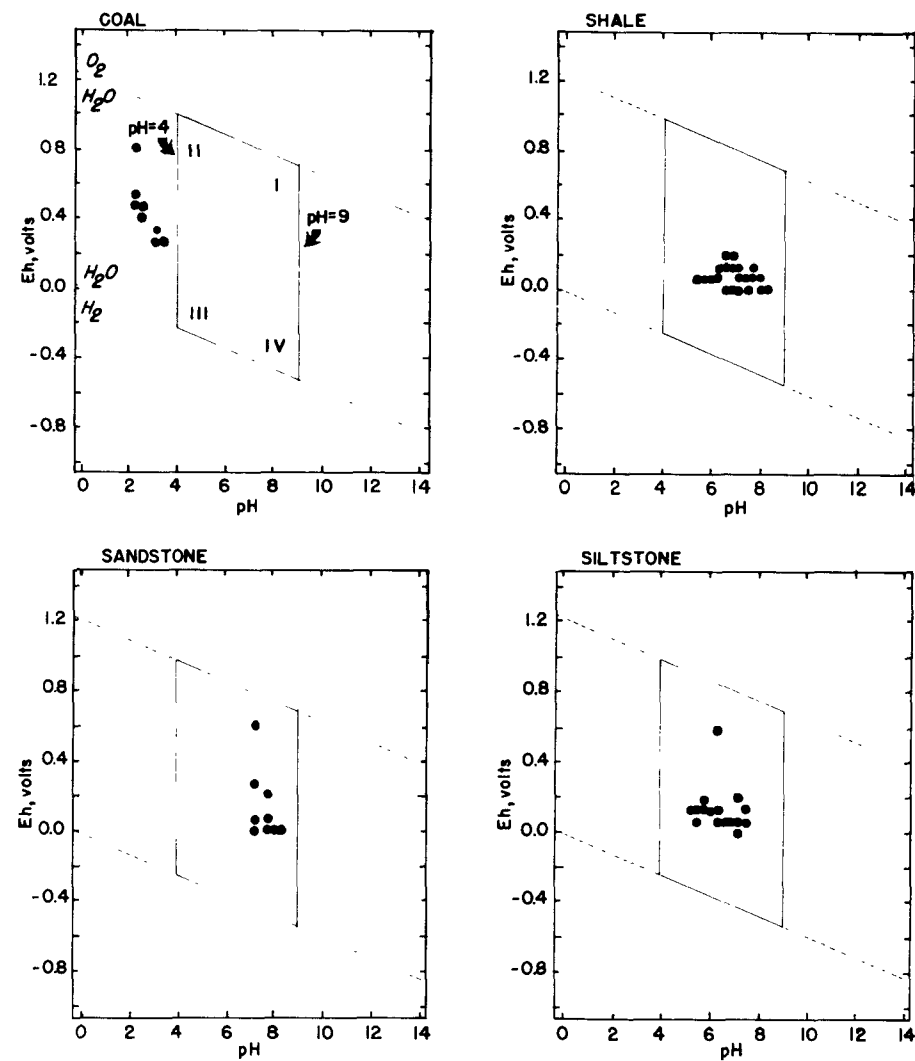 COAL
O2
H2O
pH=4
II
I
pH=9
H2O
H2
III
IV
1.2
0.8
0.4
0.0
-0.4
-0.8
Eh, volts
0 2 4 6 8 10 12 14
pH
SHALE
1.2
0.8
0.4
0.0
-0.4
-0.8
Eh, volts
0 2 4 6 8 10 12 14
pH
SANDSTONE
1.2
0.8
0.4
0.0
-0.4
-0.8
Eh, volts
0 2 4 6 8 10 12 14
pH
SILTSTONE
1.2
0.8
0.4
0.0
-0.4
-0.8
Eh, volts
0 2 4 6 8 10 12 14
pH